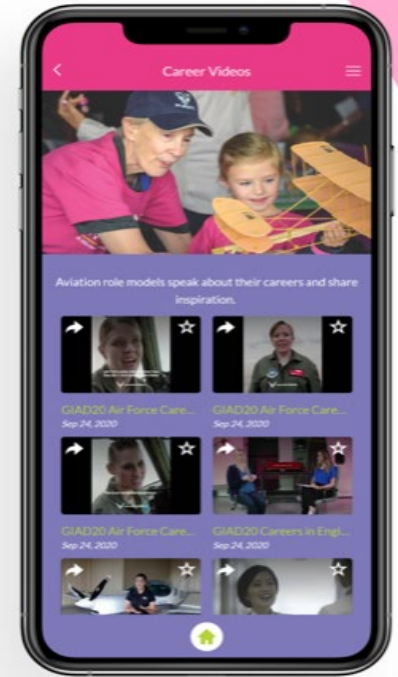 Career Videos
Aviation role models speak about their careers and share
inspiration.
GIAD20 Air Force Care...
Sep 24, 2020
GIAD20 Air Force Care...
Sep 24, 2020
GIAD20 Air Force Care...
Sep 24, 2020
GIAD20 Careers in Engi...
Sep 24, 2020